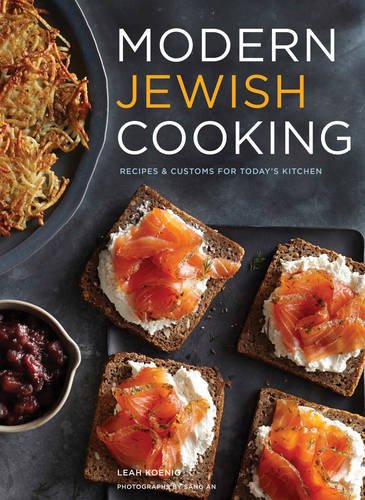 MODERN
JEWISH
COOKING
RECIPES & CUSTOMS FOR TODAY'S KITCHEN
LEAH KOENIG
PHOTOGRAPHS BY SANG AN